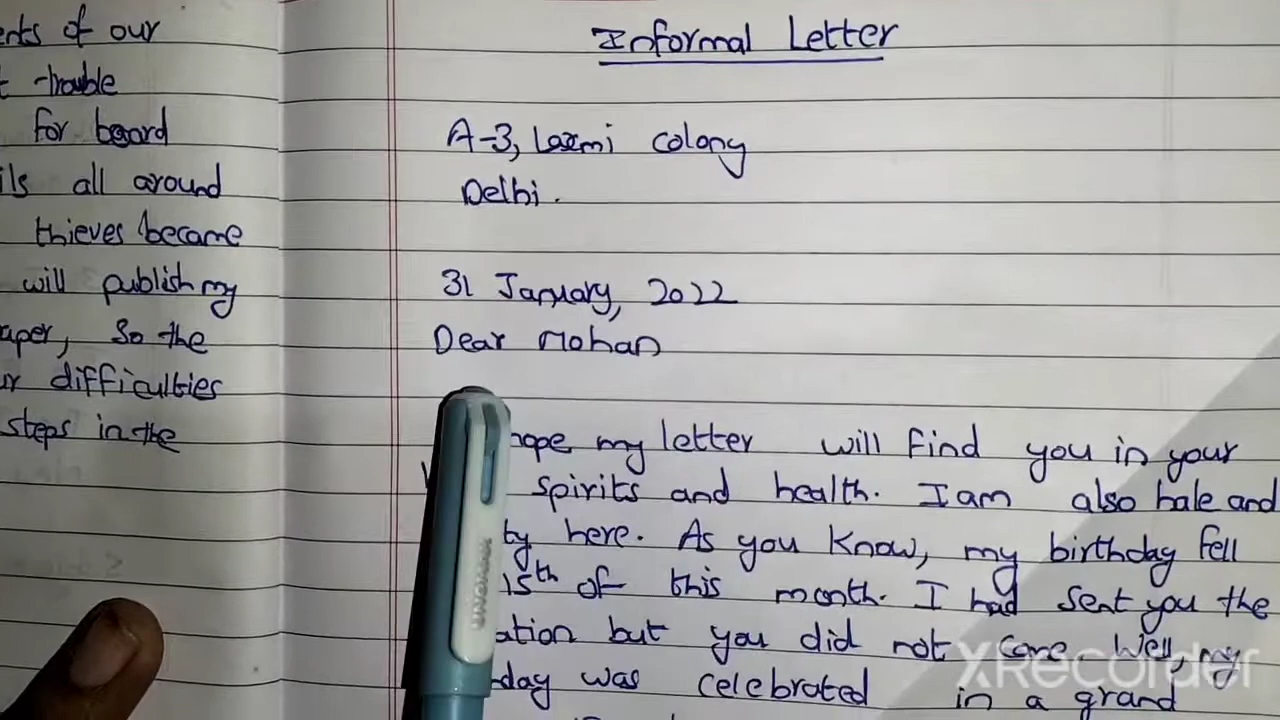 ents of our
trouble
for board
ils all around
thieves became
will publish my
aper, so the
ur difficulties
steps in the
Informal Letter
A-3, Laxmi colony
Delhi.
31 January, 2022
Dear Mohan
hope my letter will find you in your
spirits and health. I am also hale and
ty here. As you know, my birthday fell
15th of this month. I had sent you the
ation but you did not come. Well, my
day was celebrated in a grand
XRecorder